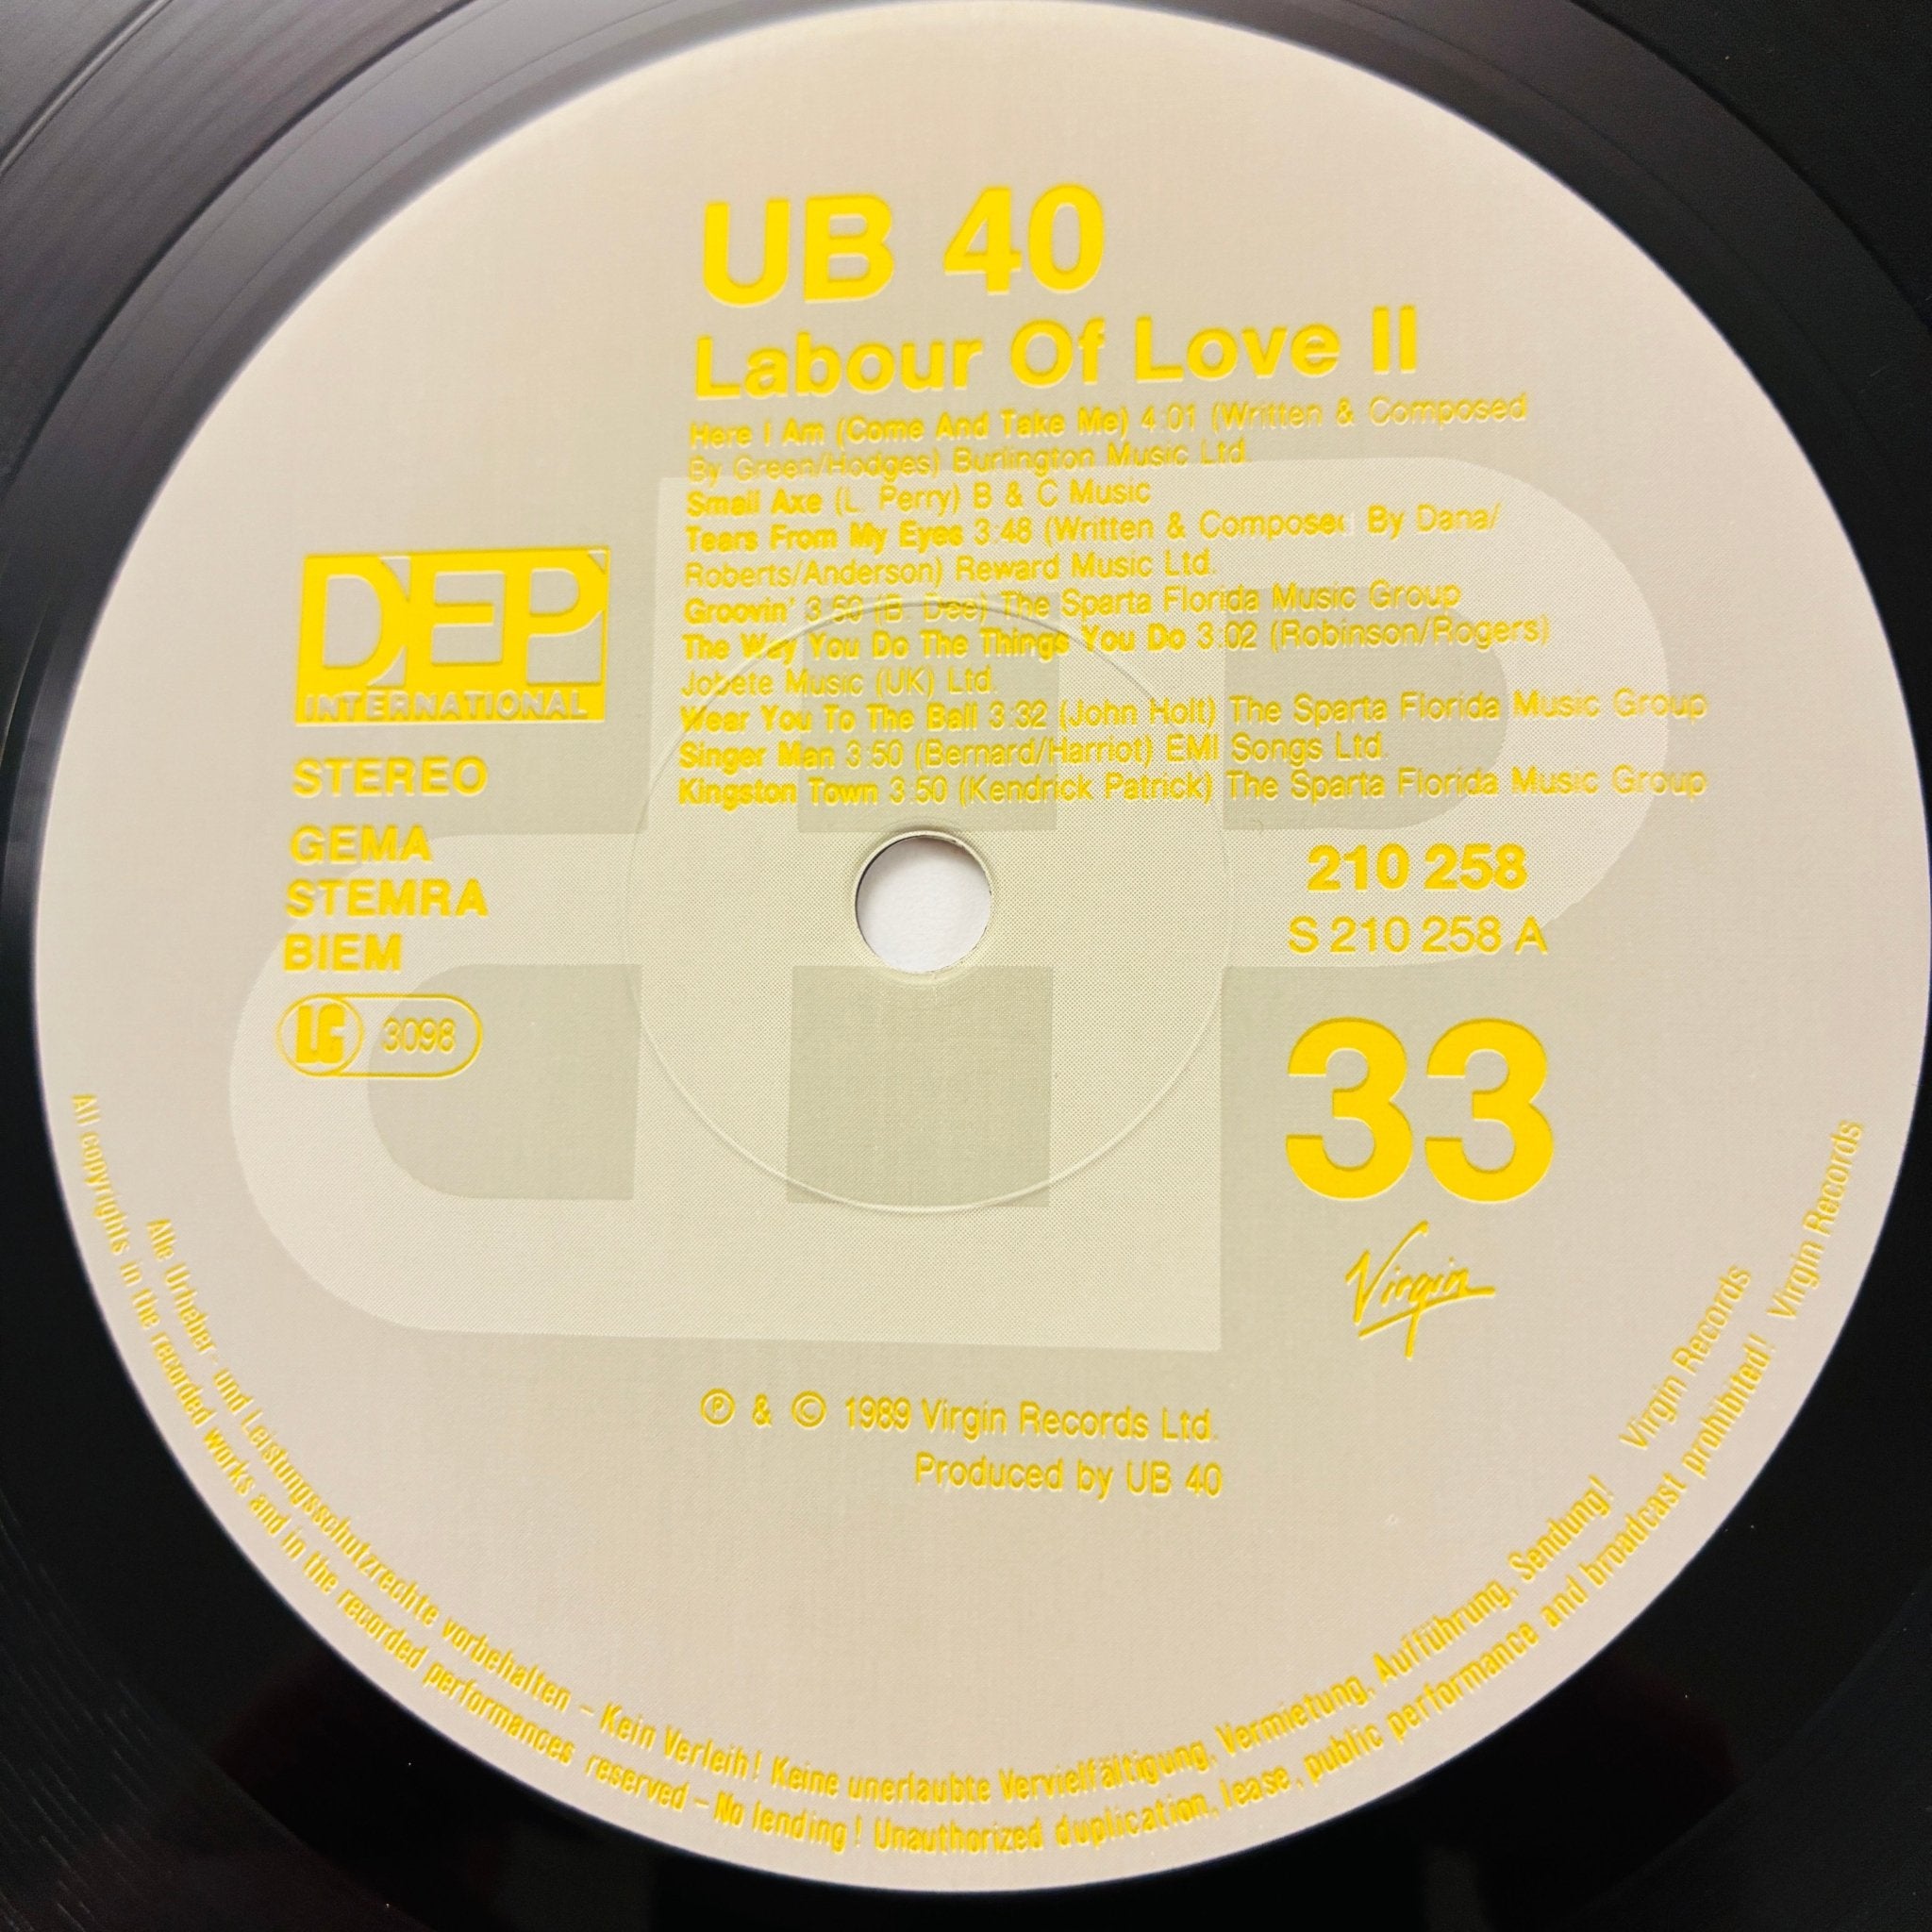 UB 40
Labour Of Love II
Here I Am (Come And Take Me) 4:01 (Written & Composed
By Green/Hodges) Burlington Music Ltd.
Small Axe (L. Perry) B & C Music
Tears From My Eyes 3:48 (Written & Composed By Dana/
Roberts/Anderson) Reward Music Ltd.
Groovin' 3:50 (B. Dee) The Sparta Florida Music Group
The Way You Do The Things You Do 3:02 (Robinson/Rogers)
Jobete Music (UK) Ltd.
Wear You To The Ball 3:32 (John Holt) The Sparta Florida Music Group
Singer Man 3:50 (Bernard/Harriot) EMI Songs Ltd.
Kingston Town 3:50 (Kendrick Patrick) The Sparta Florida Music Group
DEP
INTERNATIONAL
STEREO
GEMA
STEMRA
BIEM
LC 3098
210 258
S 210 258 A
33
Virgin
℗ & © 1989 Virgin Records Ltd.
Produced by UB 40
Alle Urheber- und Leistungsschutzrechte vorbehalten – Kein Verleih! Keine unerlaubte Vervielfältigung, Vermietung, Aufführung, Sendung! Virgin Records
All copyrights in the recorded works and in the recorded performances reserved – No lending! Unauthorized duplication, lease, public performance and broadcast prohibited! Virgin Records